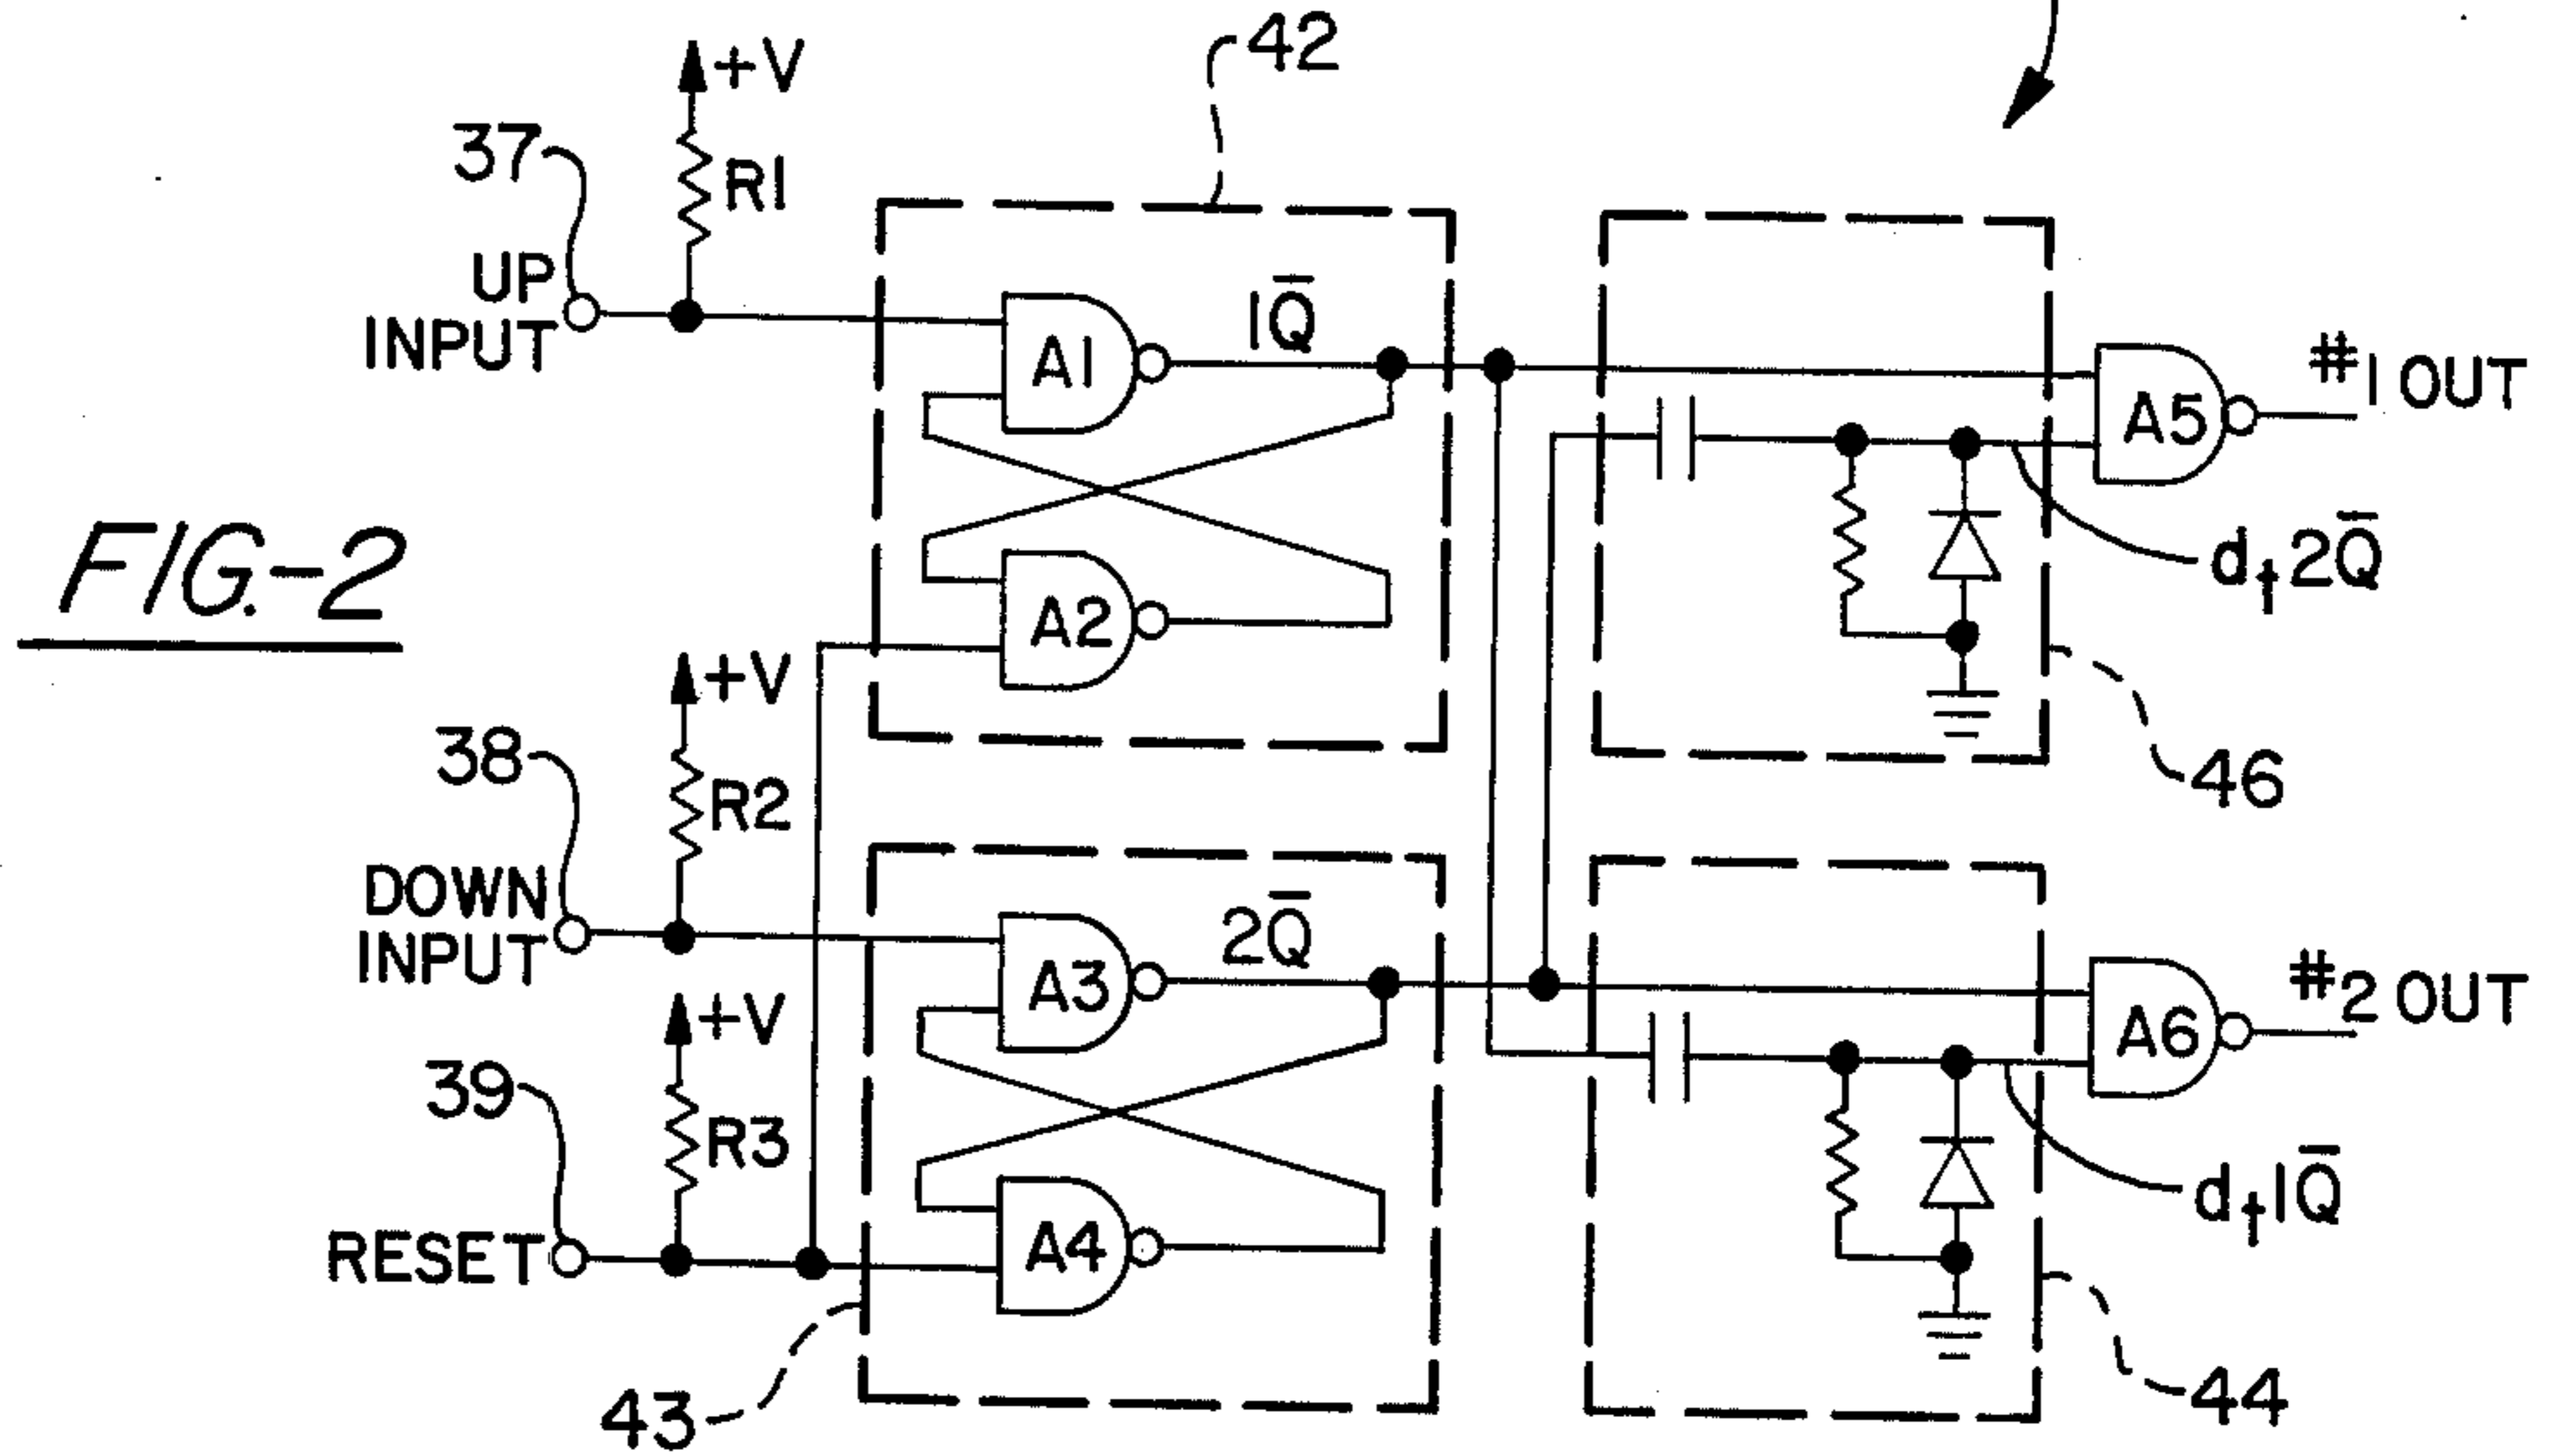 42
+V
37
R1
UP
INPUT
1Q̅
A1
#1 OUT
A5
FIG.-2
dt2Q̅
A2
+V
38
R2
46
DOWN
INPUT
2Q̅
A3
#2 OUT
A6
+V
39
R3
dt1Q̅
RESET
A4
43
44